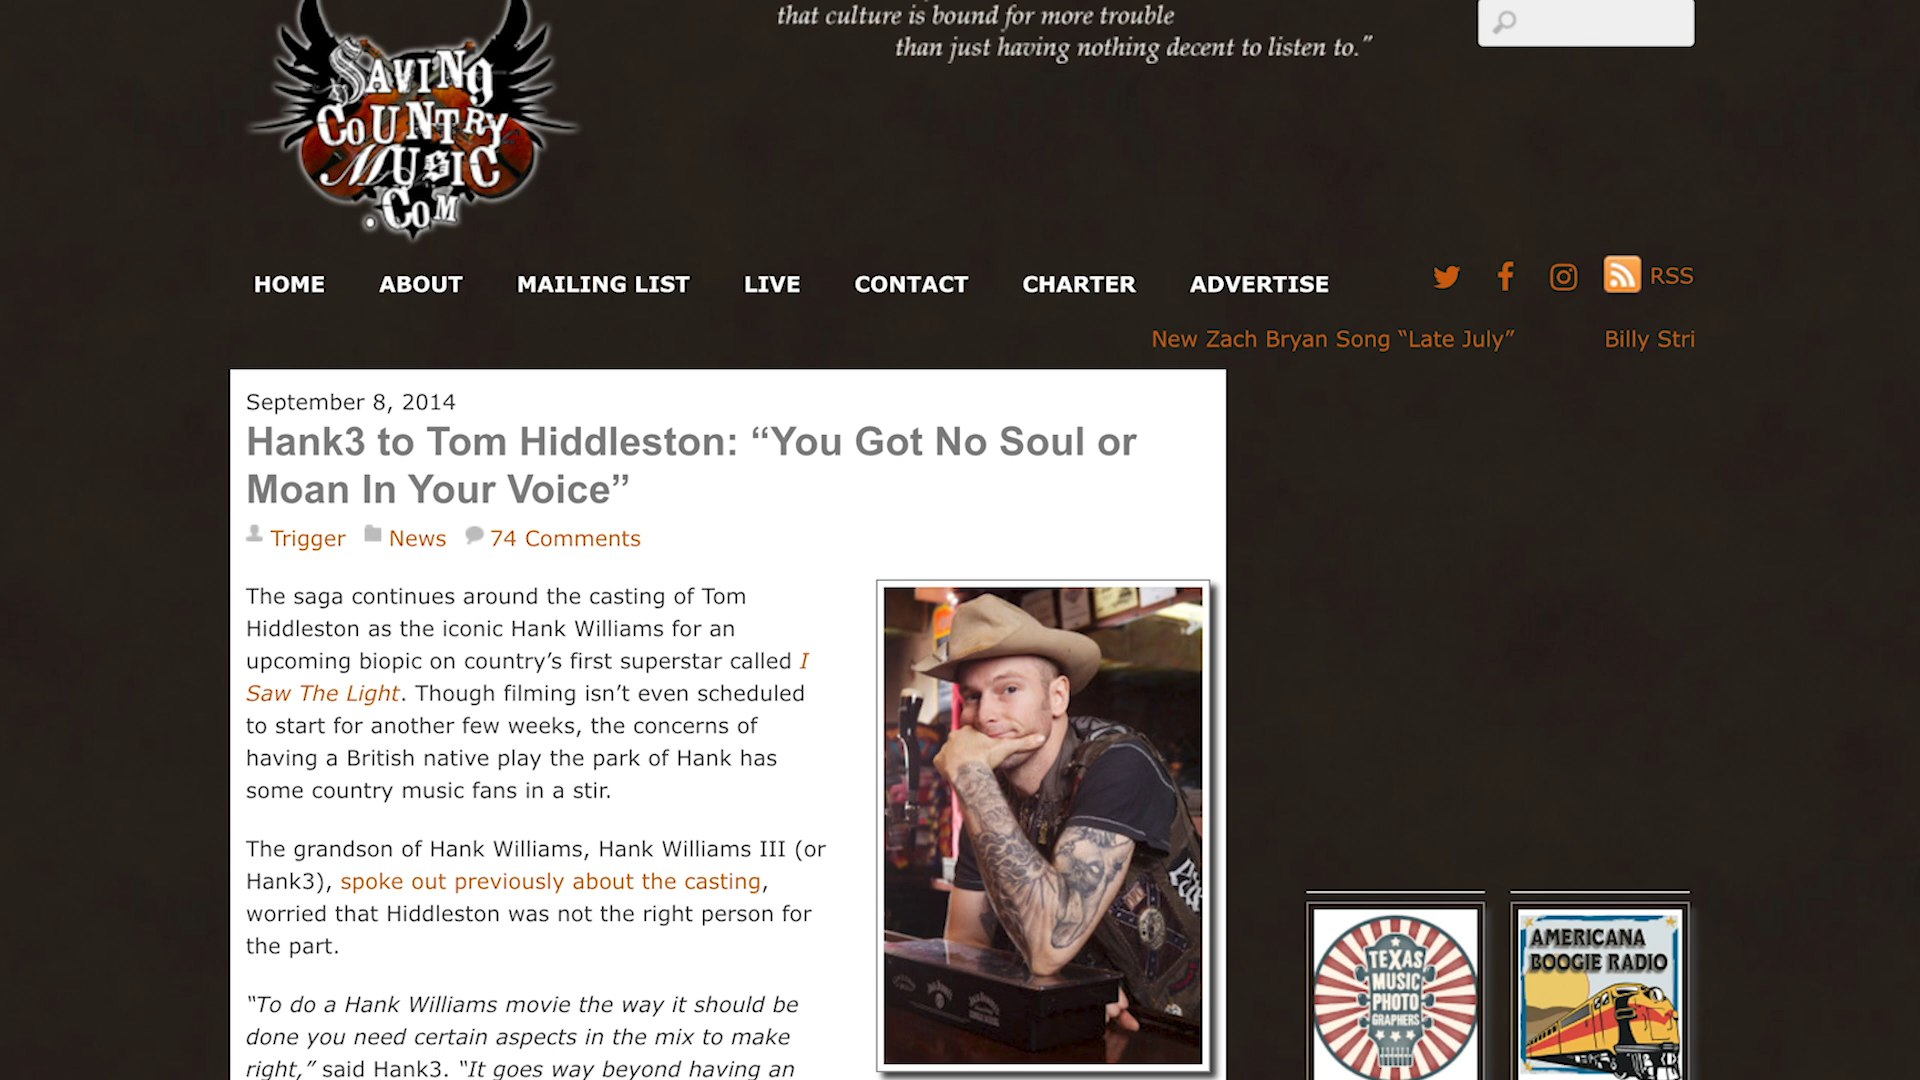 that culture is bound for more trouble
than just having nothing decent to listen to.”
SAVING
COUNTRY
MUSIC
.COM
HOME ABOUT MAILING LIST LIVE CONTACT CHARTER ADVERTISE RSS
New Zach Bryan Song “Late July” Billy Stri
September 8, 2014
Hank3 to Tom Hiddleston: “You Got No Soul or
Moan In Your Voice”
Trigger News 74 Comments
The saga continues around the casting of Tom
Hiddleston as the iconic Hank Williams for an
upcoming biopic on country’s first superstar called I
Saw The Light. Though filming isn’t even scheduled
to start for another few weeks, the concerns of
having a British native play the park of Hank has
some country music fans in a stir.
The grandson of Hank Williams, Hank Williams III (or
Hank3), spoke out previously about the casting,
worried that Hiddleston was not the right person for
the part.
“To do a Hank Williams movie the way it should be
done you need certain aspects in the mix to make
right,” said Hank3. “It goes way beyond having an
TEXAS
MUSIC
PHOTO
GRAPHERS
AMERICANA
BOOGIE RADIO